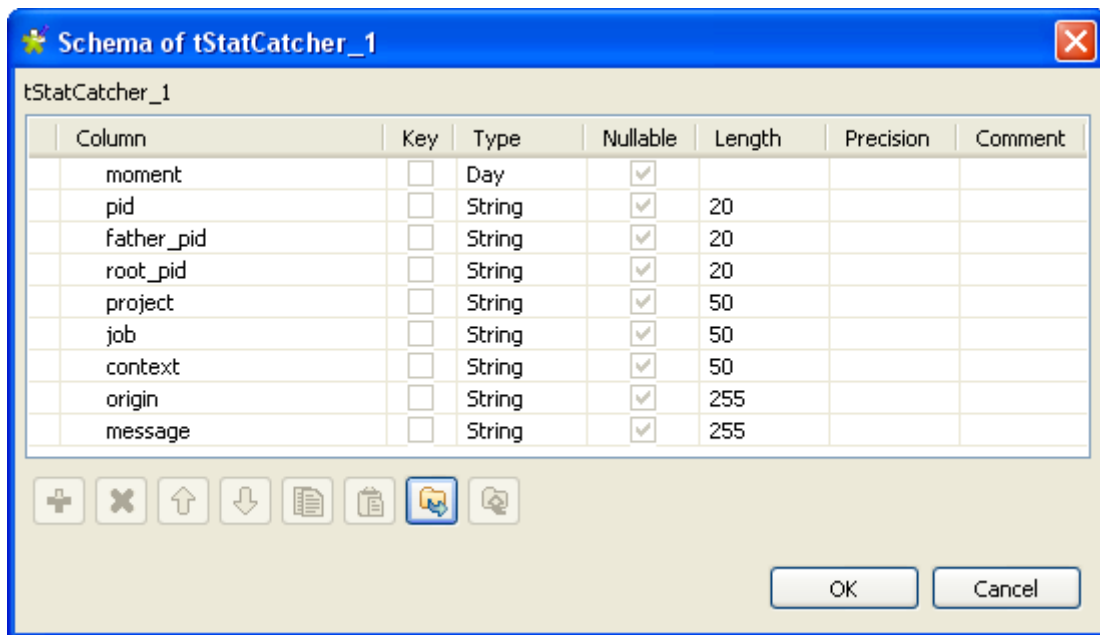 Schema of tStatCatcher_1
tStatCatcher_1
Column Key Type Nullable Length Precision Comment
moment Day
pid String 20
father_pid String 20
root_pid String 20
project String 50
job String 50
context String 50
origin String 255
message String 255
OK Cancel